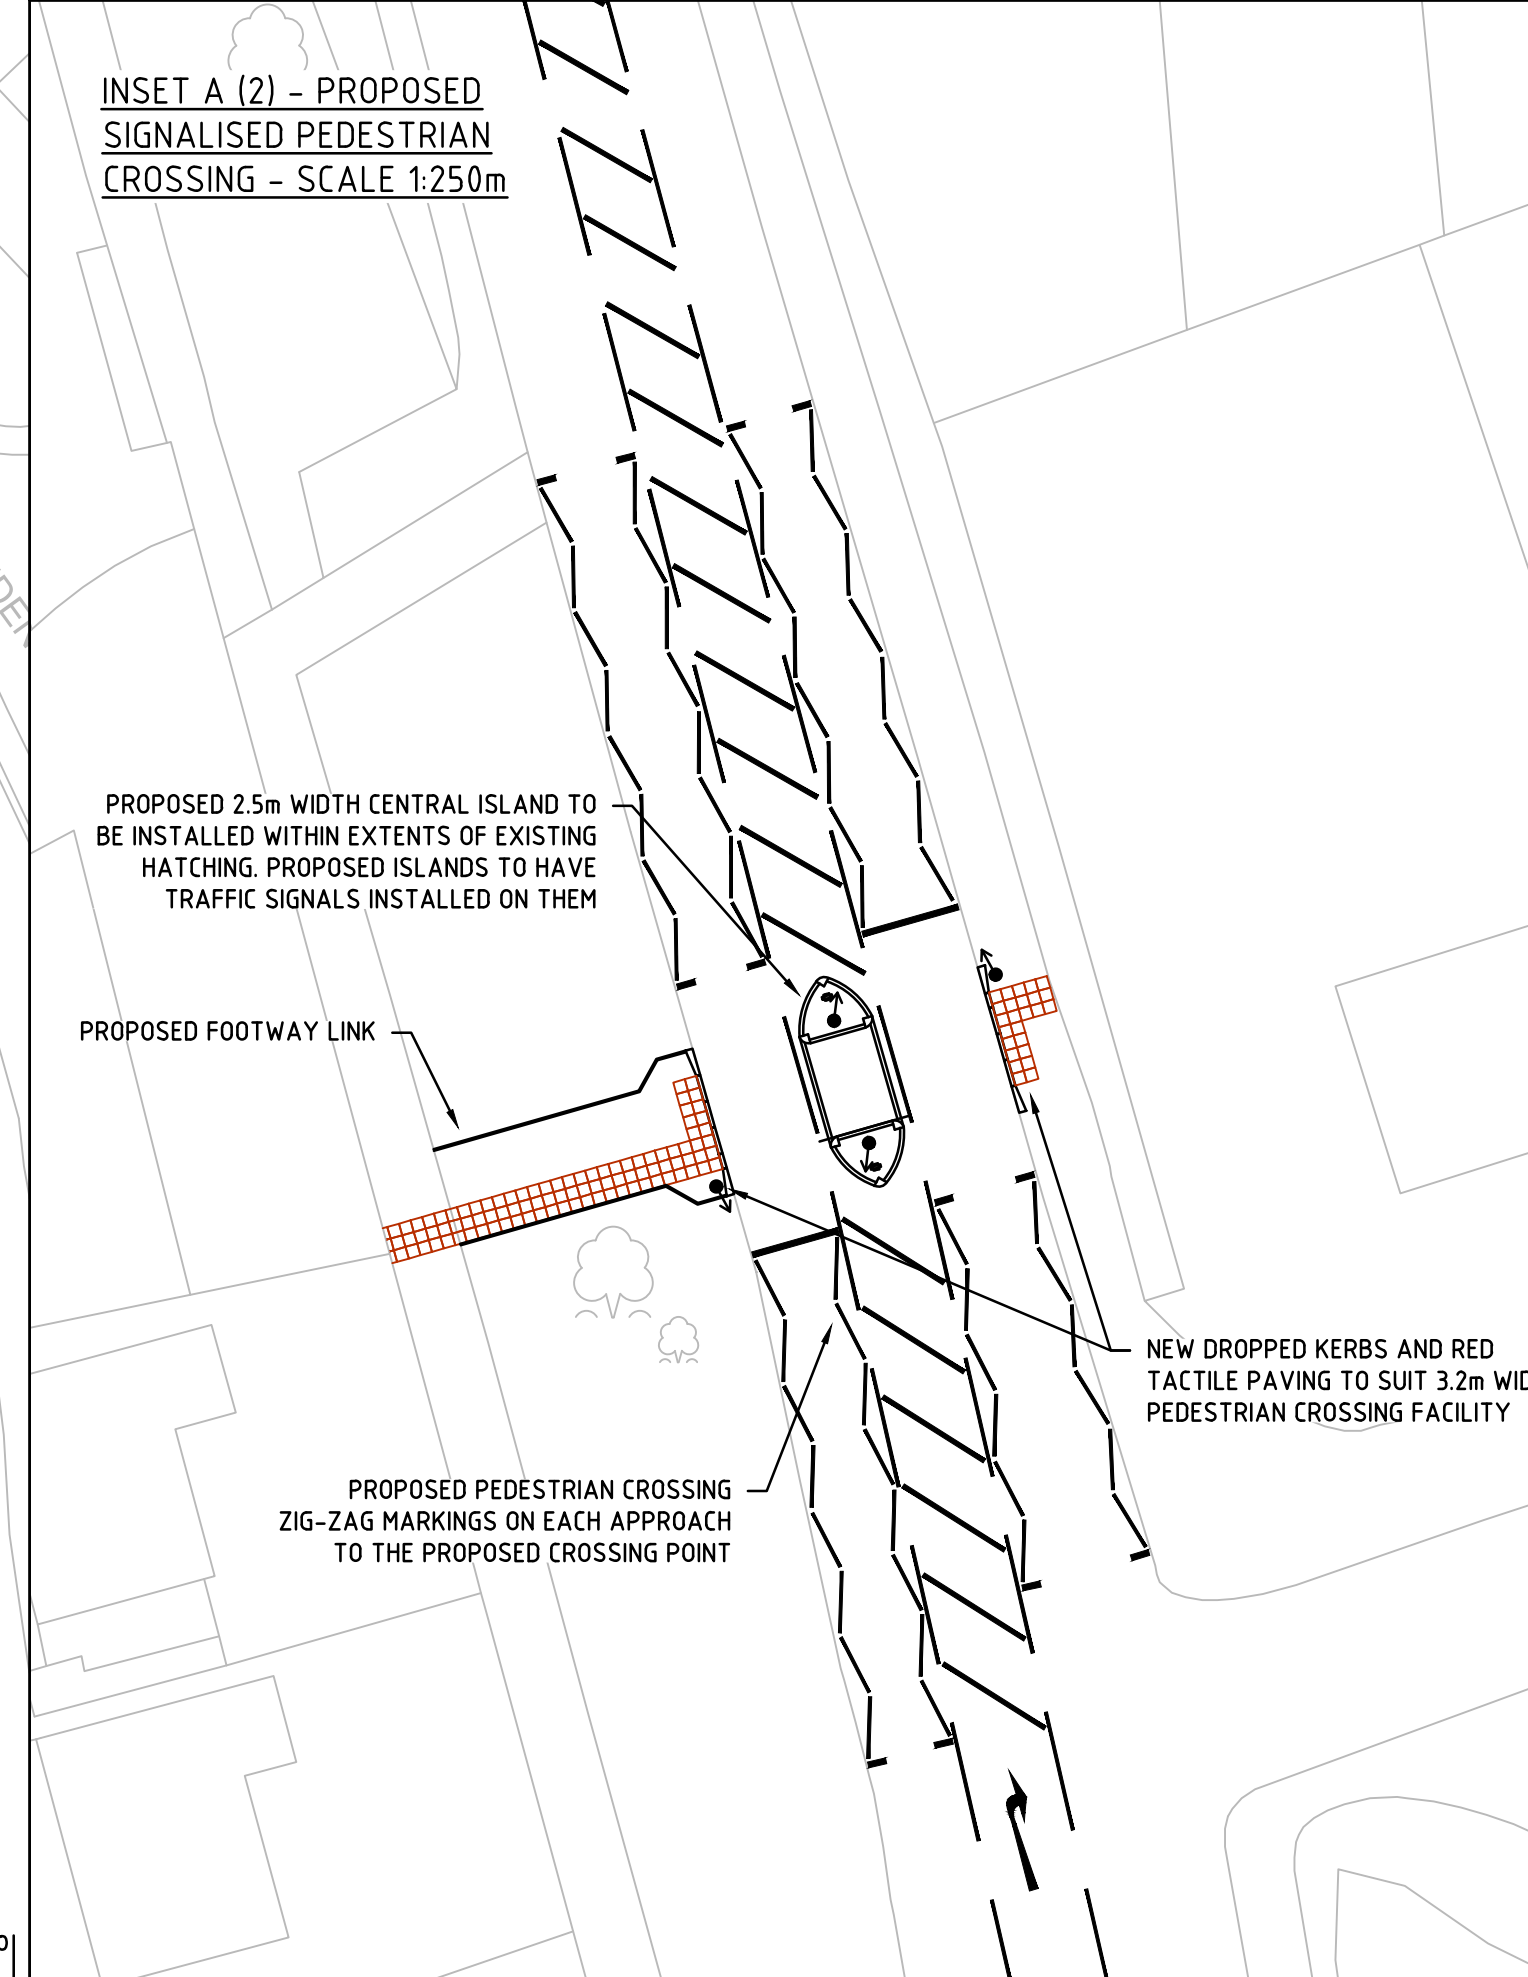 INSET A (2) - PROPOSED
SIGNALISED PEDESTRIAN
CROSSING - SCALE 1:250m
PROPOSED 2.5m WIDTH CENTRAL ISLAND TO
BE INSTALLED WITHIN EXTENTS OF EXISTING
HATCHING. PROPOSED ISLANDS TO HAVE
TRAFFIC SIGNALS INSTALLED ON THEM
PROPOSED FOOTWAY LINK
NEW DROPPED KERBS AND RED
TACTILE PAVING TO SUIT 3.2m
PEDESTRIAN CROSSING FACILITY
PROPOSED PEDESTRIAN CROSSING
ZIG-ZAG MARKINGS ON EACH APPROACH
TO THE PROPOSED CROSSING POINT